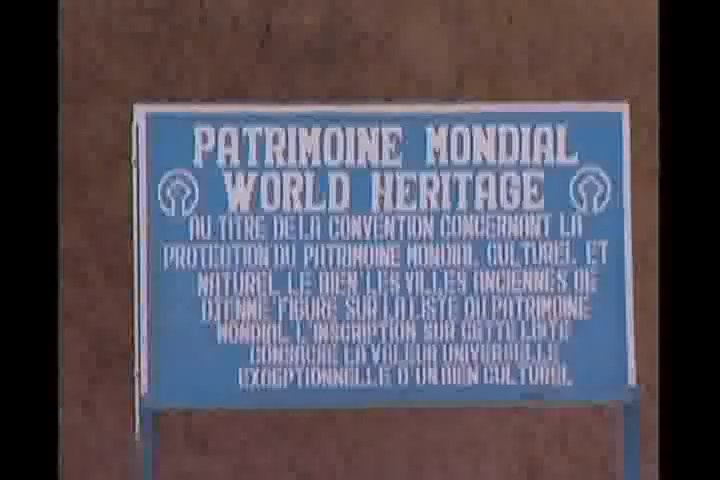 PATRIMOINE MONDIAL
WORLD HERITAGE
AU TITRE DE LA CONVENTION CONCERNANT LA
PROTECTION DU PATRIMOINE MONDIAL CULTUREL ET
NATUREL, LE BIEN LES VILLES ANCIENNES DE
DJENNE FIGURE SUR LA LISTE DU PATRIMOINE
MONDIAL L'INSCRIPTION SUR CETTE LISTE
CONSACRE LA VALEUR UNIVERSELLE
EXCEPTIONNELLE D'UN BIEN CULTUREL